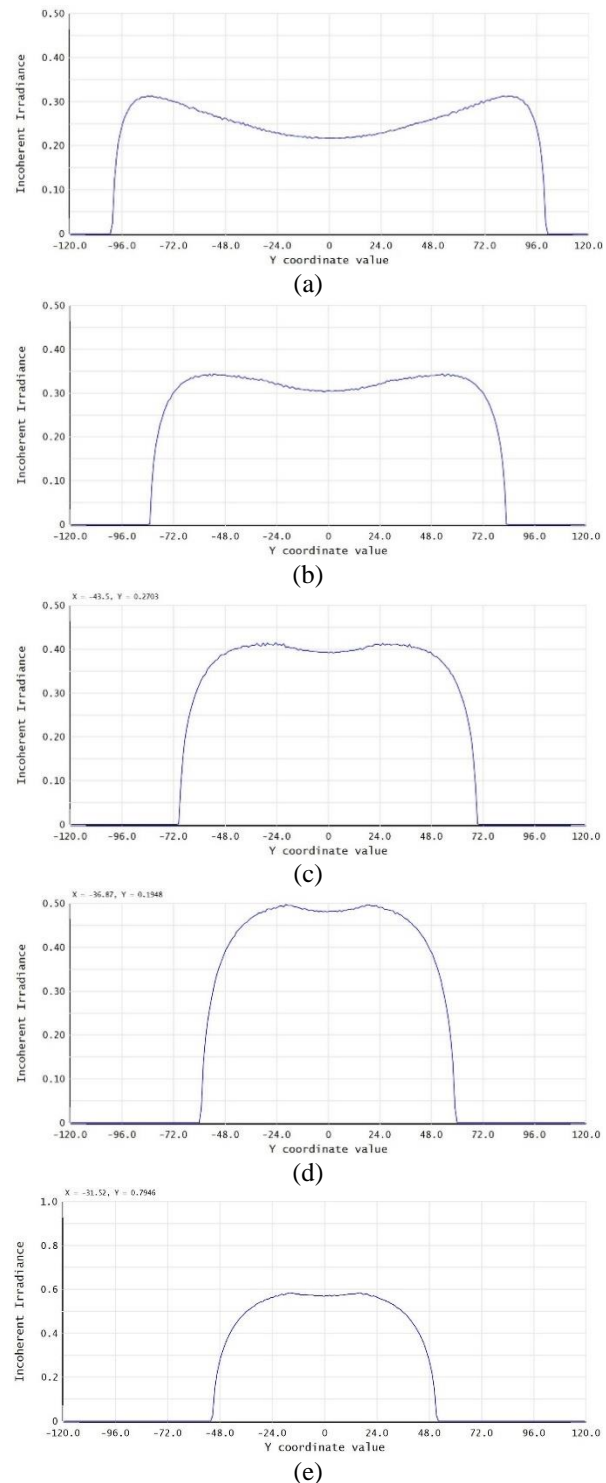 0.50
0.40
0.30
0.20
0.10
0
Incoherent Irradiance
-120.0 -96.0 -72.0 -48.0 -24.0 0 24.0 48.0 72.0 96.0 120.0
Y coordinate value
(a)
0.50
0.40
0.30
0.20
0.10
0
Incoherent Irradiance
-120.0 -96.0 -72.0 -48.0 -24.0 0 24.0 48.0 72.0 96.0 120.0
Y coordinate value
(b)
X = -43.5, Y = 0.2703
0.50
0.40
0.30
0.20
0.10
0
Incoherent Irradiance
-120.0 -96.0 -72.0 -48.0 -24.0 0 24.0 48.0 72.0 96.0 120.0
Y coordinate value
(c)
X = -36.87, Y = 0.1948
0.50
0.40
0.30
0.20
0.10
0
Incoherent Irradiance
-120.0 -96.0 -72.0 -48.0 -24.0 0 24.0 48.0 72.0 96.0 120.0
Y coordinate value
(d)
X = -31.52, Y = 0.7946
1.0
0.8
0.6
0.4
0.2
0
Incoherent Irradiance
-120.0 -96.0 -72.0 -48.0 -24.0 0 24.0 48.0 72.0 96.0 120.0
Y coordinate value
(e)